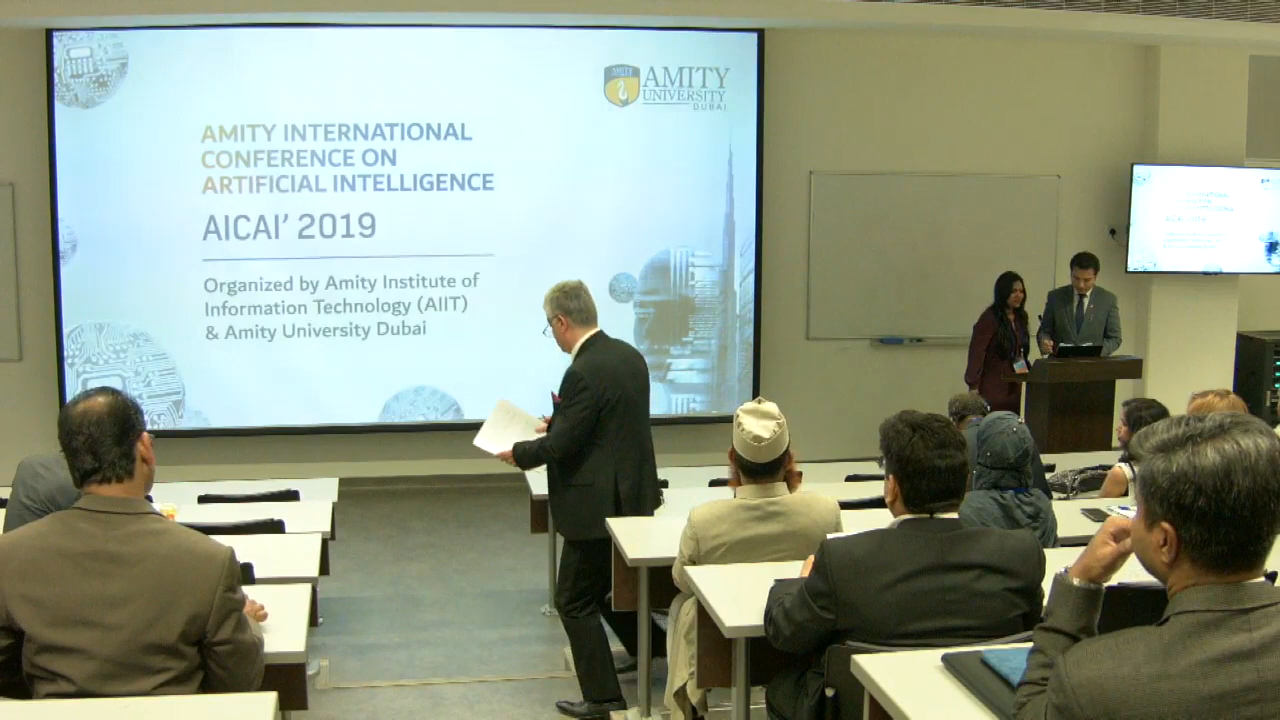 AMITY
UNIVERSITY
DUBAI
AMITY INTERNATIONAL
CONFERENCE ON
ARTIFICIAL INTELLIGENCE
AICAI' 2019
Organized by Amity Institute of
Information Technology (AIIT)
& Amity University Dubai